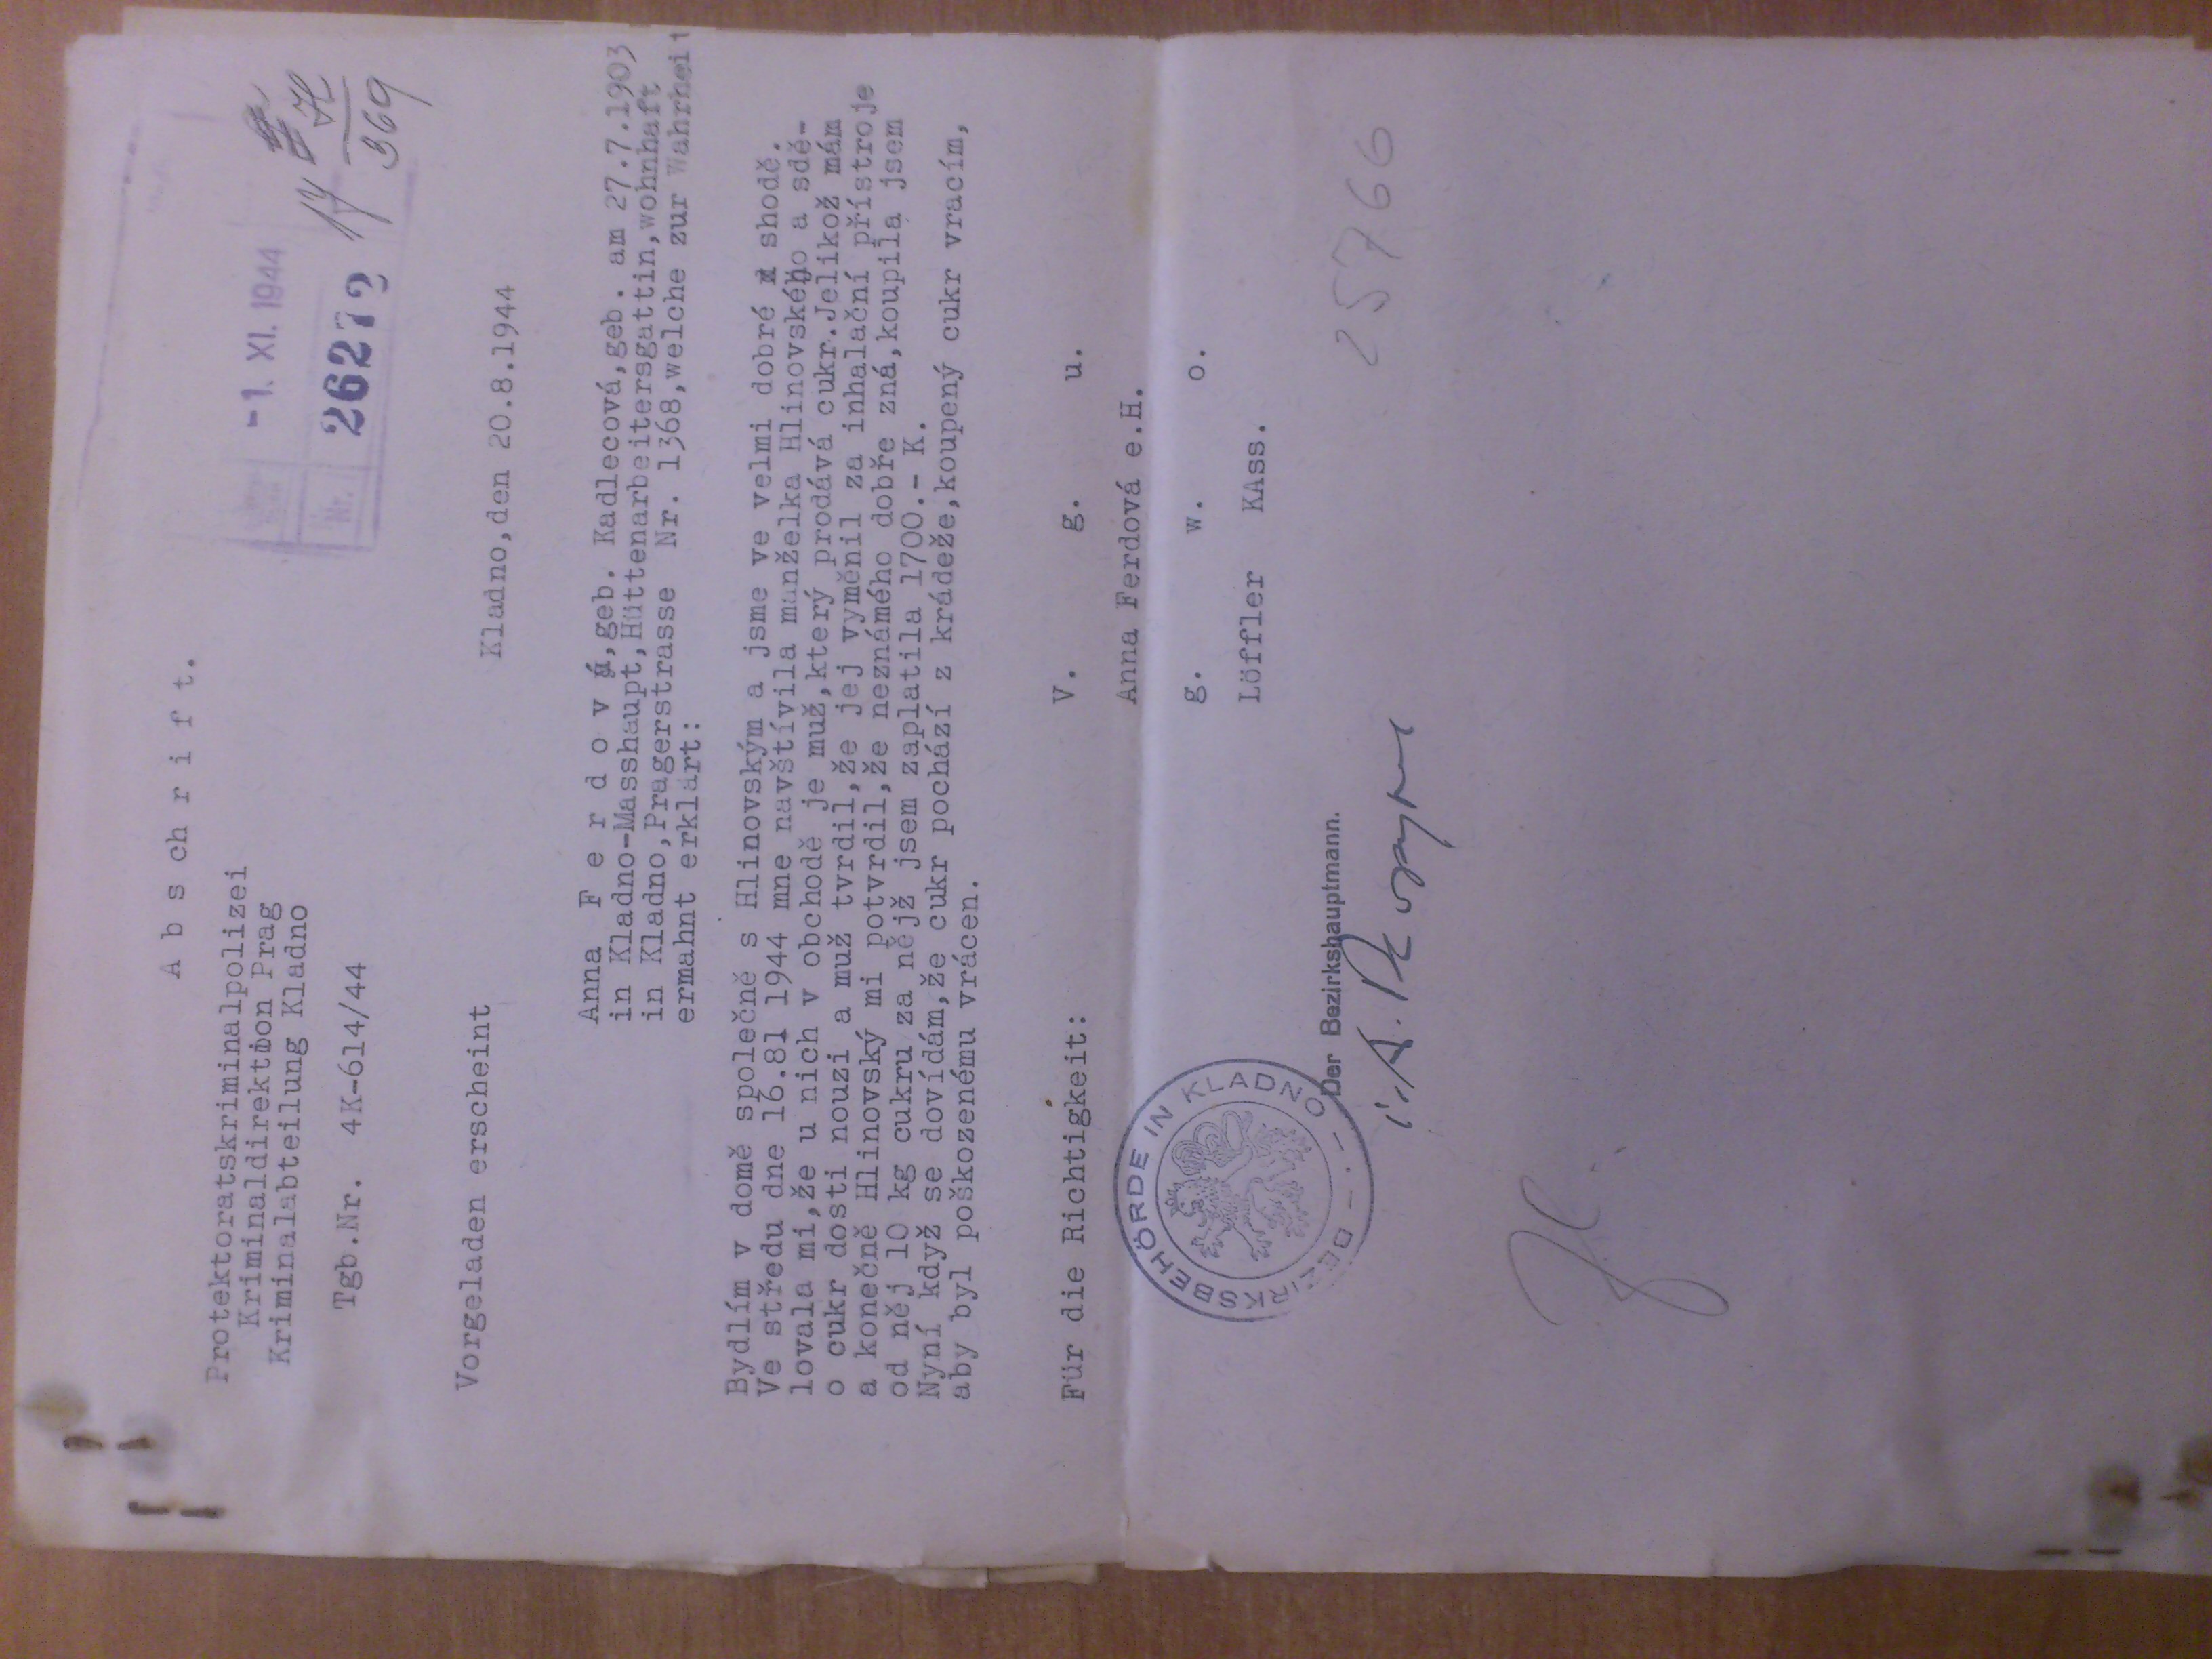 A b s ch r i f t.
Protektoratskriminalpolizei
Kriminaldirektion Prag
Kriminalabteilung Kladno
-1. XI. 1944
Nr. 26272
17 H
369
Tgb.Nr. 4K-614/44
Vorgeladen erscheint
Kladno,den 20.8.1944
Anna F e r d o v á,geb. Kadlecová,geb. am 27.7.1903
in Kladno-Masshaupt,Hüttenarbeitersgattin,wohnhaft
in Kladno,Pragerstrasse Nr. 1368,welche zur Wahrheit
ermahnt erklärt:
Bydlím v domě společně s Hlinovským a jsme ve velmi dobré shodě.
Ve středu dne 16.81 1944 mne navštívila manželka Hlinovského a sdě-
lovala mi,že u nich v obchodě je muž,který prodává cukr.Jelikož mám
o cukr dosti nouzi a muž tvrdil,že jej vyměnil za inhalační přístroje
a konečně Hlinovský mi potvrdil,že neznámého dobře zná,koupila jsem
od něj 10 kg cukru za nějž jsem zaplatila 1700.- K.
Nyní když se dovídám,že cukr pochází z krádeže,koupený cukr vracím,
aby byl poškozenému vrácen.
Für die Richtigkeit:
V. g. u.
Anna Ferdová e.H.
g. w. o.
Löffler KAss.
BEZIRKSBEHÖRDE IN KLADNO
Der Bezirkshauptmann.
i.A.
25766